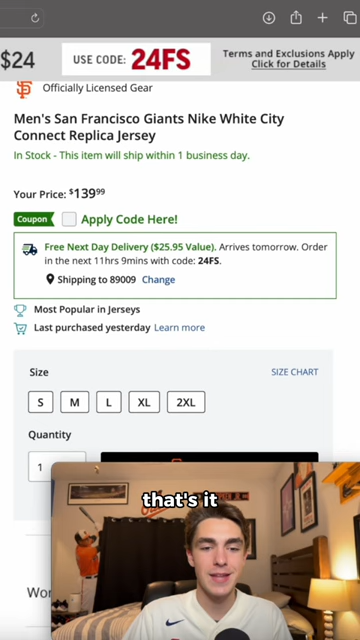 $24
USE CODE: 24FS
Terms and Exclusions Apply
Click for Details
SF
Officially Licensed Gear
Men's San Francisco Giants Nike White City
Connect Replica Jersey
In Stock - This item will ship within 1 business day.
Your Price: $139.99
Coupon Apply Code Here!
Free Next Day Delivery ($25.95 Value). Arrives tomorrow. Order
in the next 11hrs 9mins with code: 24FS.
Shipping to 89009 Change
Most Popular in Jerseys
Last purchased yesterday Learn more
Size
SIZE CHART
S M L XL 2XL
Quantity
1
that's it